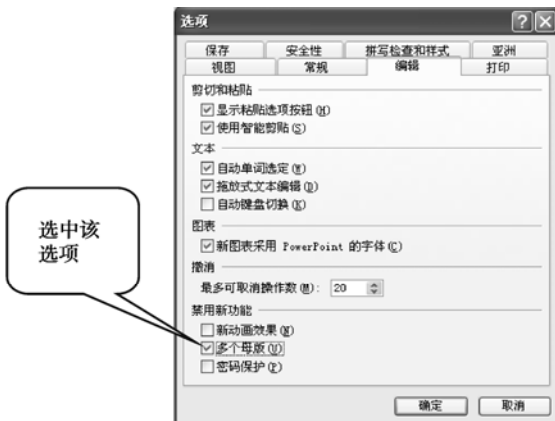 选项
保存 安全性 拼写检查和样式 亚洲
视图 常规 编辑 打印
剪切和粘贴
显示粘贴选项按钮(H)
使用智能剪贴(S)
文本
自动单词选定(W)
拖放式文本编辑(D)
自动键盘切换(K)
图表
新图表采用 PowerPoint 的字体(C)
撤消
最多可取消操作数(M): 20
禁用新功能
新动画效果(N)
多个母版(U)
密码保护(P)
确定 取消
选中该
选项